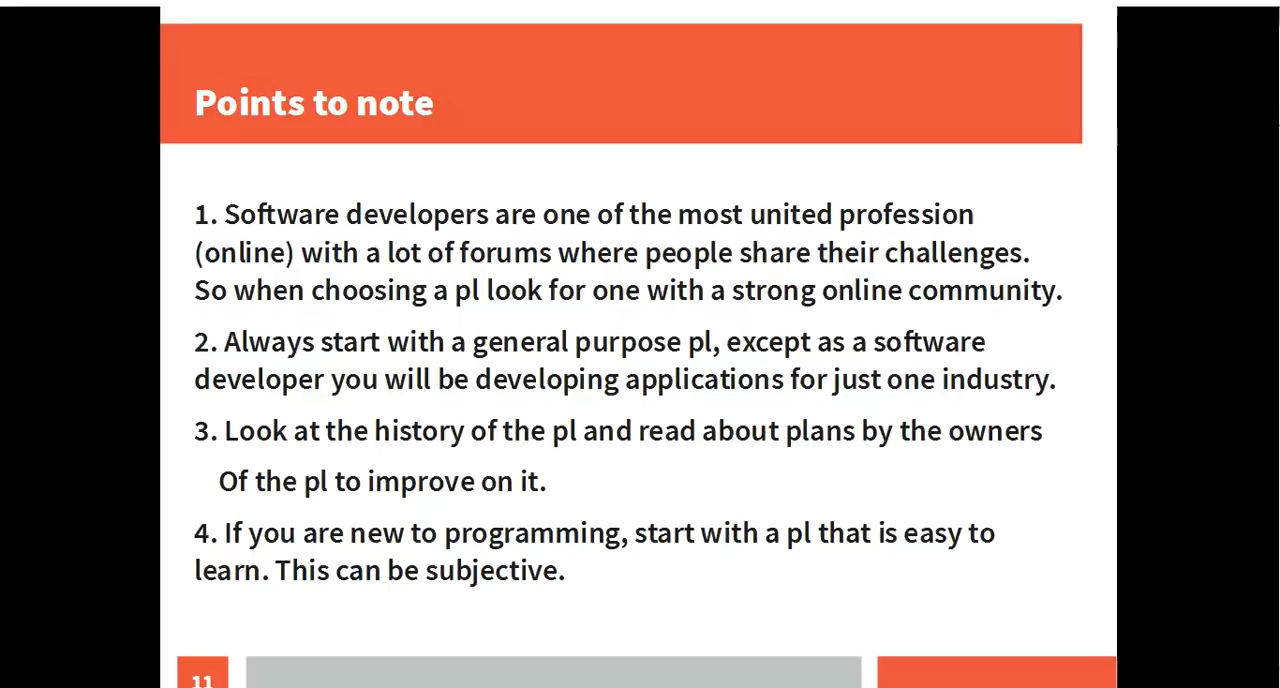 Points to note
1. Software developers are one of the most united profession
(online) with a lot of forums where people share their challenges.
So when choosing a pl look for one with a strong online community.
2. Always start with a general purpose pl, except as a software
developer you will be developing applications for just one industry.
3. Look at the history of the pl and read about plans by the owners
Of the pl to improve on it.
4. If you are new to programming, start with a pl that is easy to
learn. This can be subjective.
11